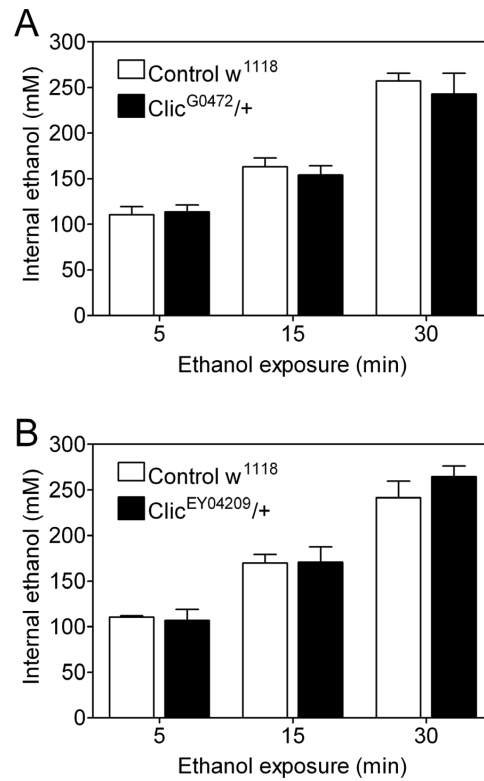 A
Internal ethanol (mM)
300
250
200
150
100
50
0
Control w¹¹¹⁸
Clicᴳ⁰⁴⁷²/+
5 15 30
Ethanol exposure (min)
B
Internal ethanol (mM)
300
250
200
150
100
50
0
Control w¹¹¹⁸
Clicᴱʸ⁰⁴²⁰⁹/+
5 15 30
Ethanol exposure (min)